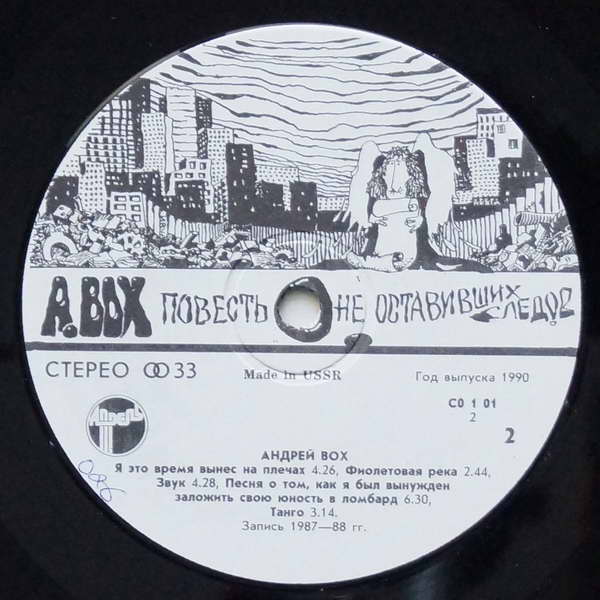 А. ВОХ ПОВЕСТЬ О НЕ ОСТАВИВШИХ
СЛЕДОВ
СТЕРЕО 33
Made in USSR
Год выпуска 1990
С0 1 01
2
2
АНДРЕЙ ВОХ
Я это время вынес на плечах 4.26, Фиолетовая река 2.44,
Звук 4.28, Песня о том, как я был вынужден
заложить свою юность в ломбард 6.30,
Танго 3.14.
Запись 1987—88 гг.